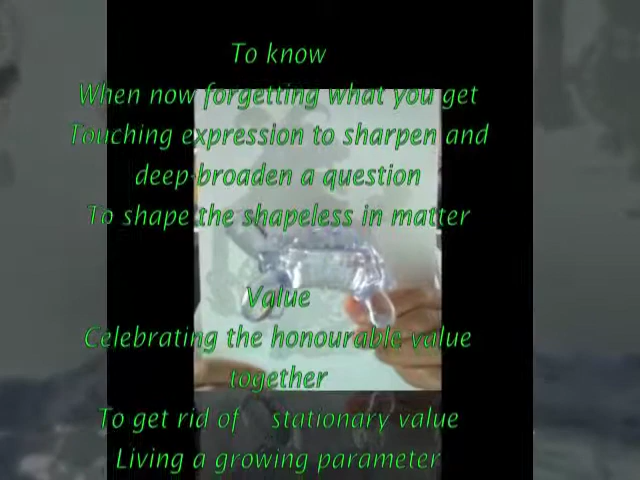 To know
When now forgetting what you get
Touching expression to sharpen and
deep-broaden a question
To shape the shapeless in matter
Value
Celebrating the honourable value
together
To get rid of stationary value
Living a growing parameter